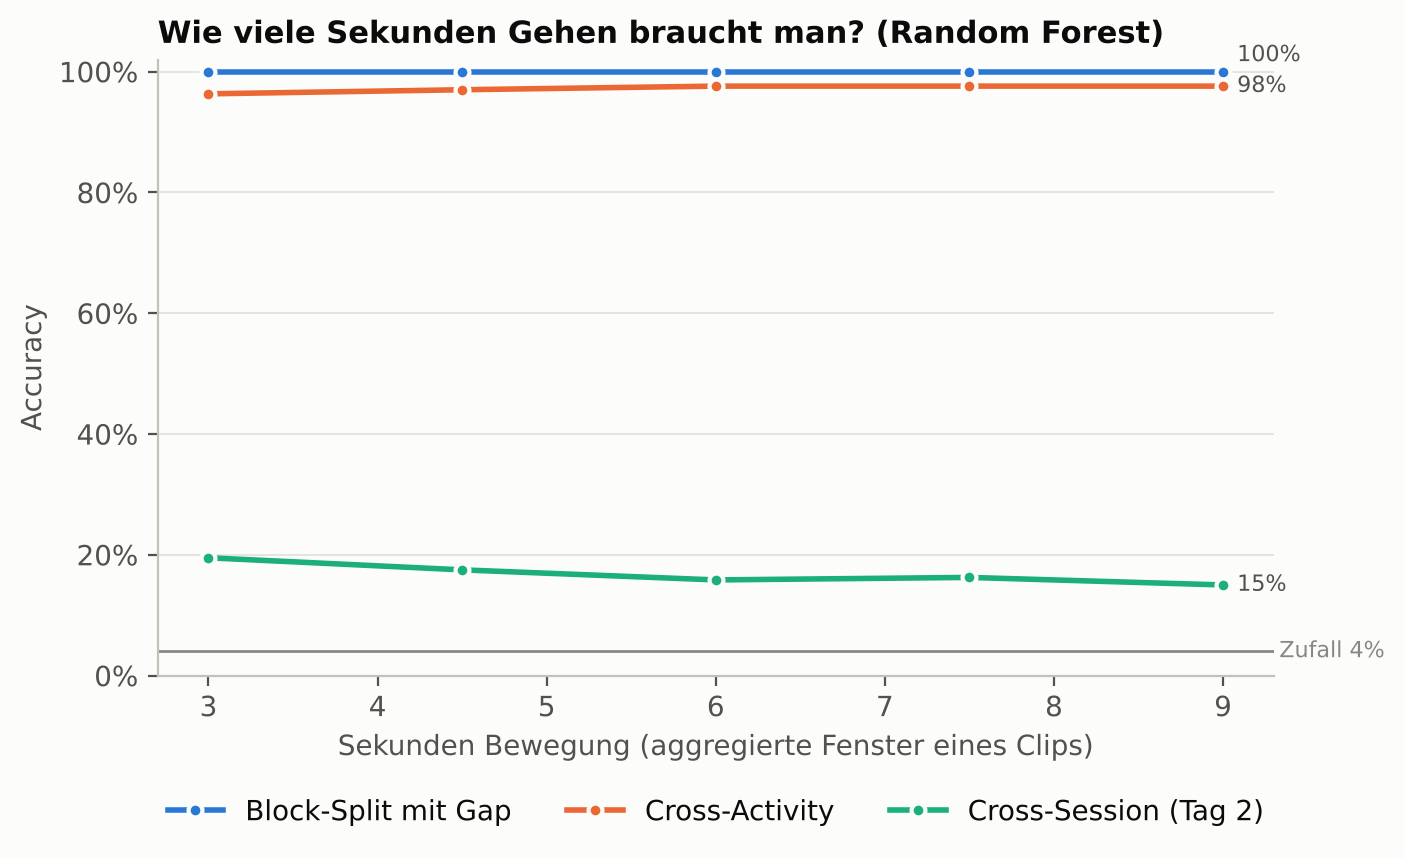 Wie viele Sekunden Gehen braucht man? (Random Forest)
100%
98%
15%
Zufall 4%
100%
80%
60%
40%
20%
0%
Accuracy
3 4 5 6 7 8 9
Sekunden Bewegung (aggregierte Fenster eines Clips)
Block-Split mit Gap Cross-Activity Cross-Session (Tag 2)